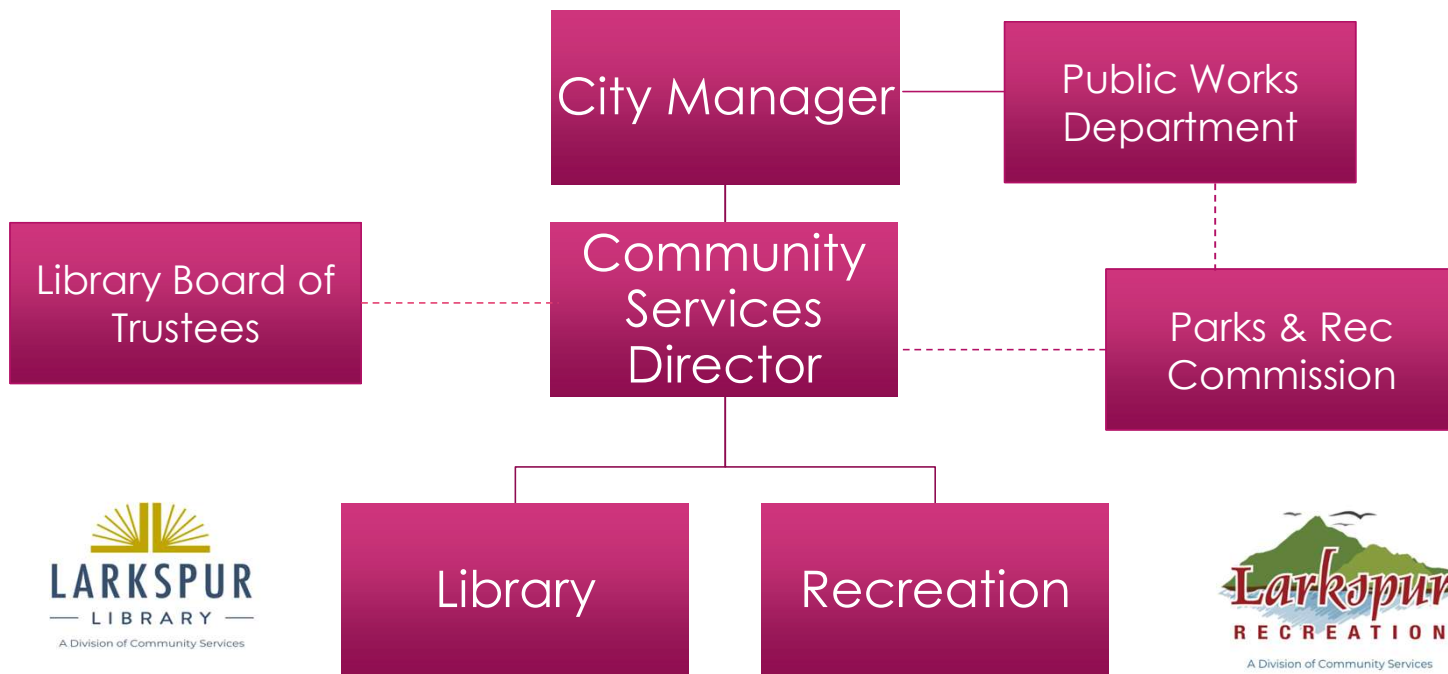 City Manager
Public Works
Department
Library Board of
Trustees
Community
Services
Director
Parks & Rec
Commission
Library
Recreation
LARKSPUR
LIBRARY
A Division of Community Services
Larkspur
RECREATION
A Division of Community Services